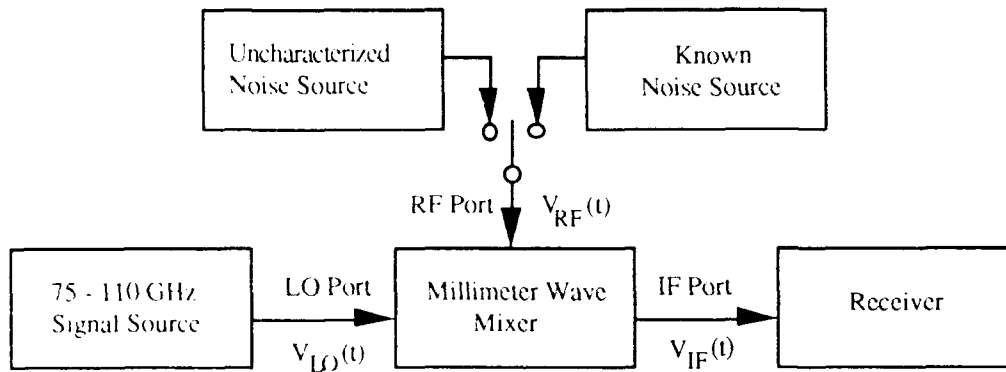 Uncharacterized
Noise Source
Known
Noise Source
RF Port
V_RF(t)
75 - 110 GHz
Signal Source
LO Port
V_LO(t)
Millimeter Wave
Mixer
IF Port
V_IF(t)
Receiver